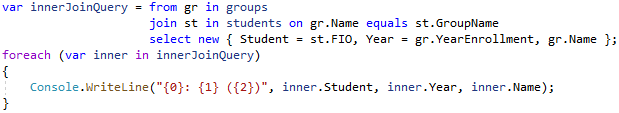 var innerJoinQuery = from gr in groups
join st in students on gr.Name equals st.GroupName
select new { Student = st.FIO, Year = gr.YearEnrollment, gr.Name };
foreach (var inner in innerJoinQuery)
{
Console.WriteLine("{0}: {1} ({2})", inner.Student, inner.Year, inner.Name);
}